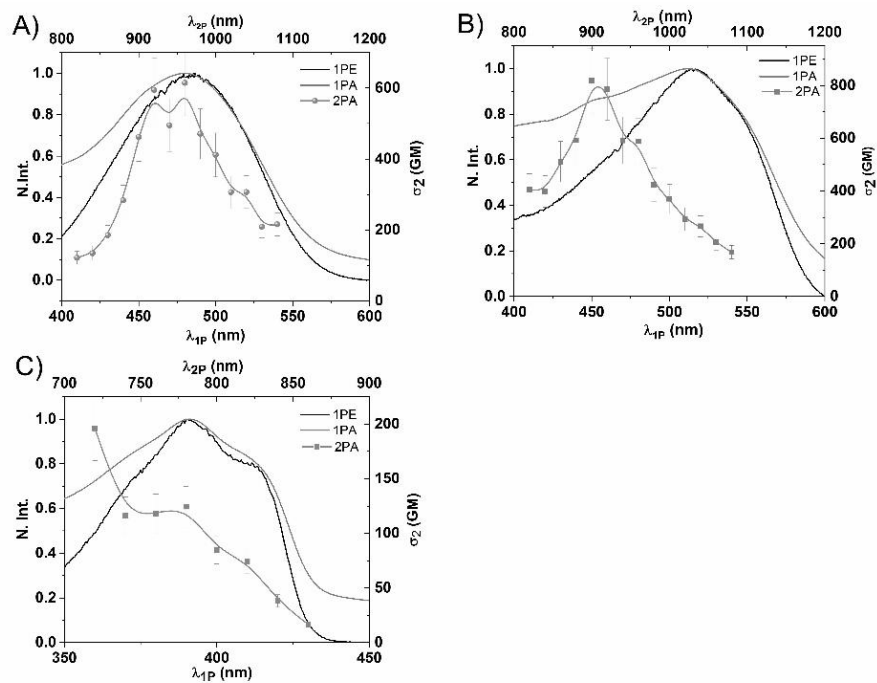 A)
λ2P (nm)
800 900 1000 1100 1200
N. Int.
1.0
0.8
0.6
0.4
0.2
0.0
1PE
1PA
2PA
600
400
200
0
σ2 (GM)
400 450 500 550 600
λ1P (nm)
B)
λ2P (nm)
800 900 1000 1100 1200
N. Int.
1.0
0.8
0.6
0.4
0.2
0.0
1PE
1PA
2PA
800
600
400
200
0
σ2 (GM)
400 450 500 550 600
λ1P (nm)
C)
λ2P (nm)
700 750 800 850 900
N. Int.
1.0
0.8
0.6
0.4
0.2
0.0
1PE
1PA
2PA
200
150
100
50
0
σ2 (GM)
350 400 450
λ1P (nm)